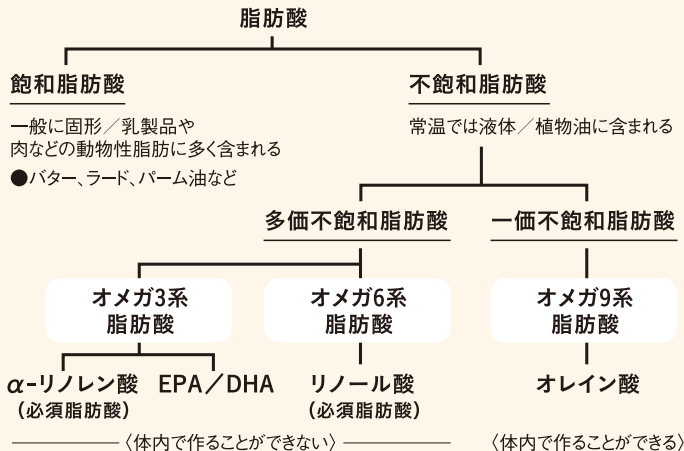 脂肪酸
飽和脂肪酸
一般に固形／乳製品や
肉などの動物性脂肪に多く含まれる
●バター、ラード、パーム油など
不飽和脂肪酸
常温では液体／植物油に含まれる
多価不飽和脂肪酸
一価不飽和脂肪酸
オメガ3系
脂肪酸
オメガ6系
脂肪酸
オメガ9系
脂肪酸
α-リノレン酸
(必須脂肪酸)
EPA／DHA
リノール酸
(必須脂肪酸)
オレイン酸
〈体内で作ることができない〉
〈体内で作ることができる〉